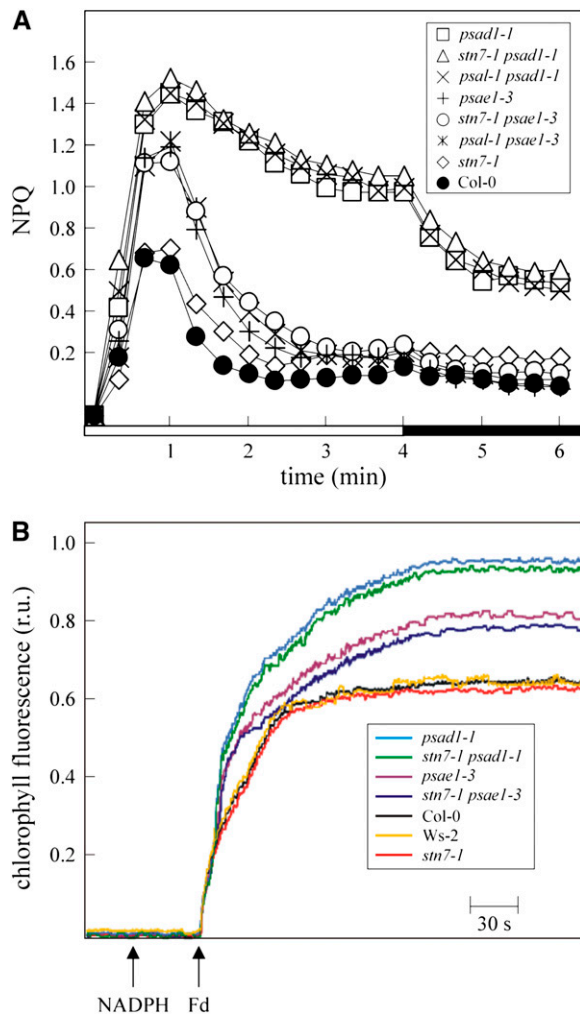 A
NPQ
1.6
1.4
1.2
1.0
0.8
0.6
0.4
0.2
psad1-1
stn7-1 psad1-1
psal-1 psad1-1
psae1-3
stn7-1 psae1-3
psal-1 psae1-3
stn7-1
Col-0
1 2 3 4 5 6
time (min)
B
chlorophyll fluorescence (r.u.)
1.0
0.8
0.6
0.4
0.2
psad1-1
stn7-1 psad1-1
psae1-3
stn7-1 psae1-3
Col-0
Ws-2
stn7-1
30 s
NADPH Fd